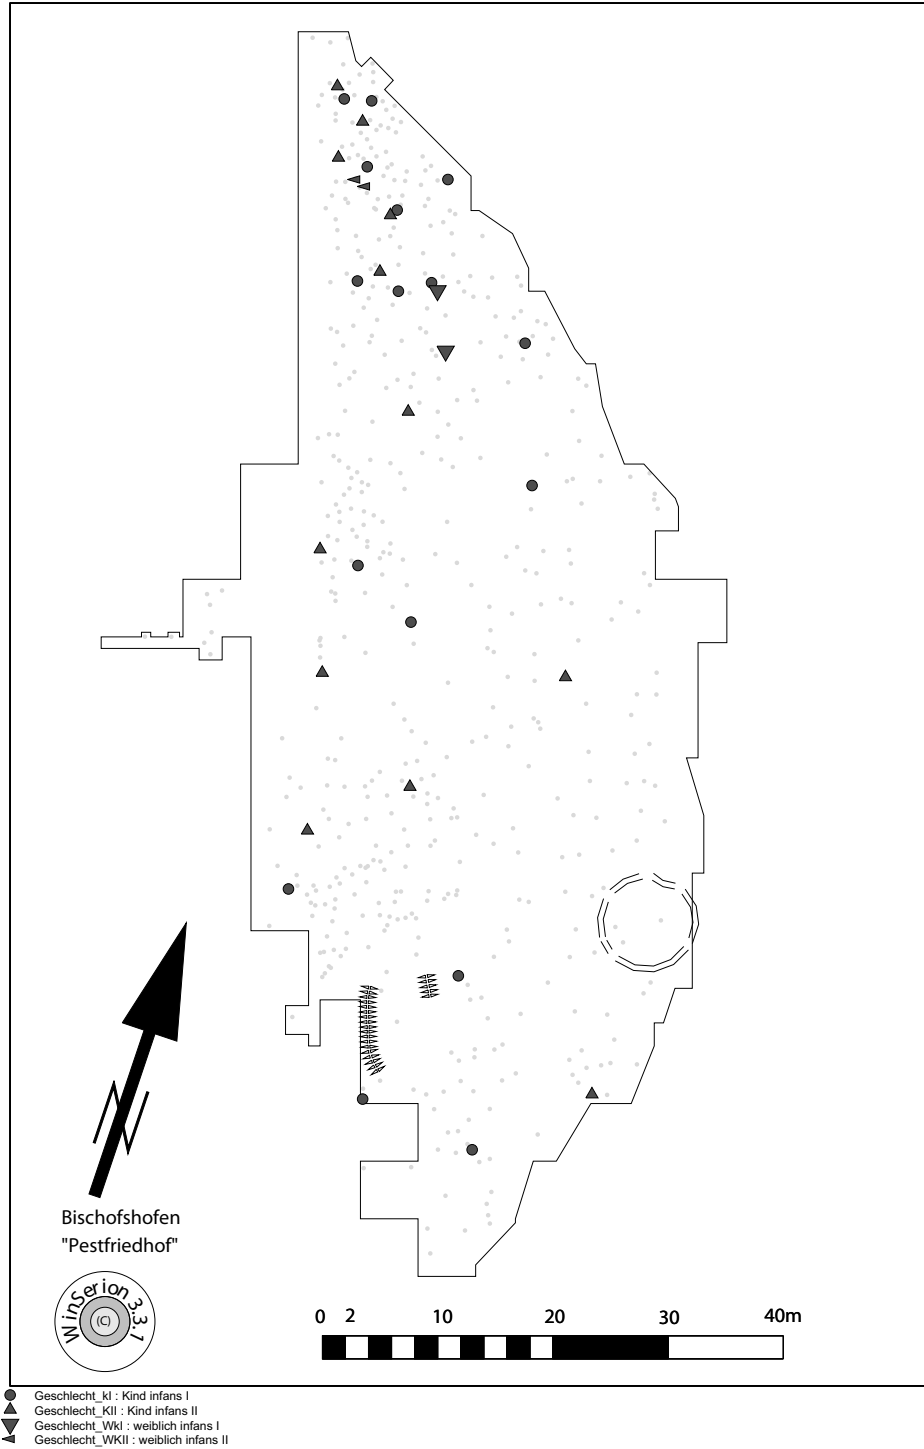 Bischofshofen
"Pestfriedhof"
WinSerion 3.3.1
(C)
0 2 10 20 30 40m
Geschlecht_kI : Kind infans I
Geschlecht_KII : Kind infans II
Geschlecht_WkI : weiblich infans I
Geschlecht_WKII : weiblich infans II